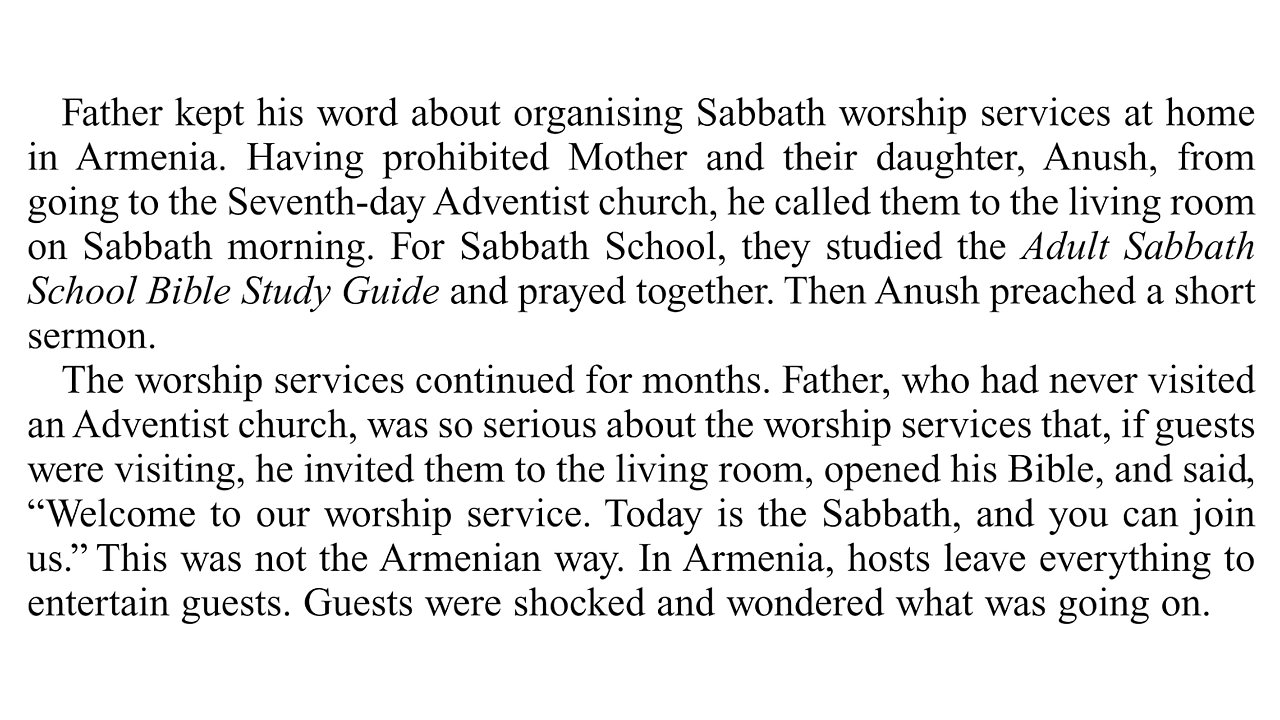 Father kept his word about organising Sabbath worship services at home
in Armenia. Having prohibited Mother and their daughter, Anush, from
going to the Seventh-day Adventist church, he called them to the living room
on Sabbath morning. For Sabbath School, they studied the Adult Sabbath
School Bible Study Guide and prayed together. Then Anush preached a short
sermon.
The worship services continued for months. Father, who had never visited
an Adventist church, was so serious about the worship services that, if guests
were visiting, he invited them to the living room, opened his Bible, and said,
“Welcome to our worship service. Today is the Sabbath, and you can join
us.” This was not the Armenian way. In Armenia, hosts leave everything to
entertain guests. Guests were shocked and wondered what was going on.